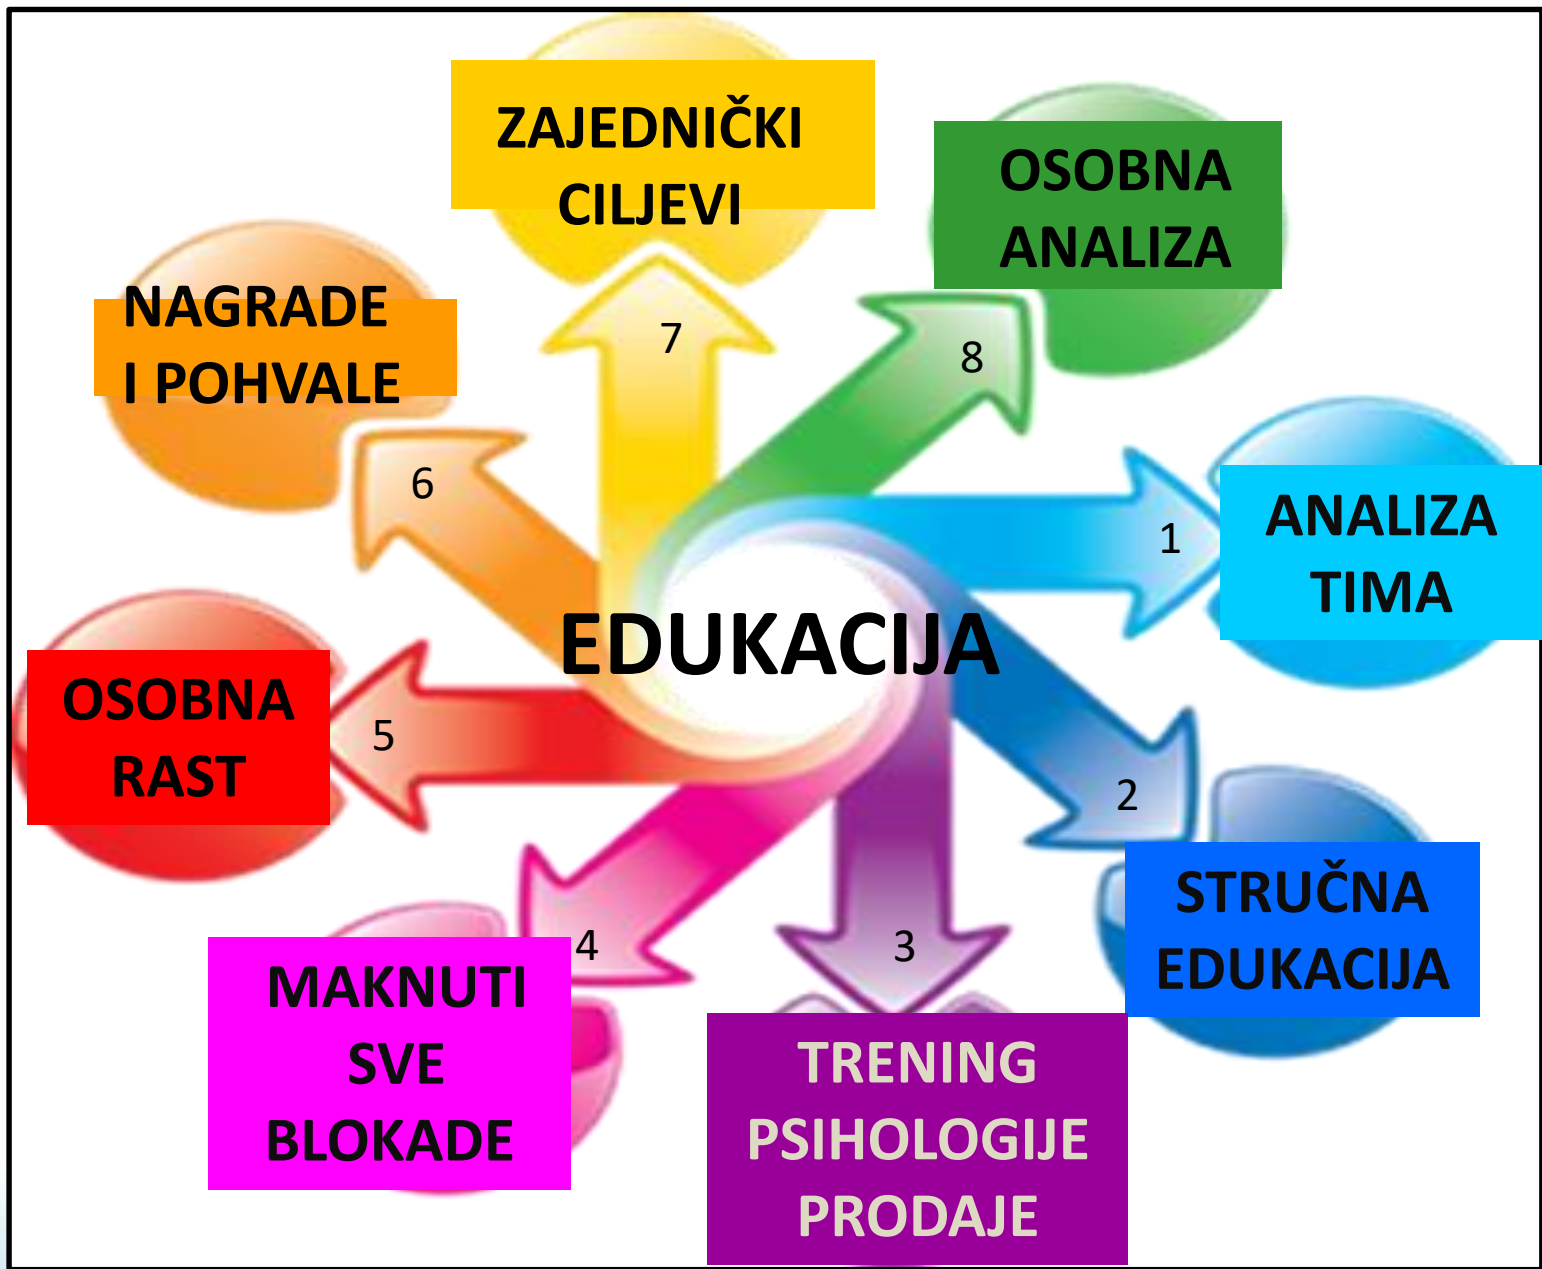 ZAJEDNIČKI
CILJEVI
7
OSOBNA
ANALIZA
8
NAGRADE
I POHVALE
6
1
ANALIZA
TIMA
EDUKACIJA
OSOBNA
RAST
5
2
STRUČNA
EDUKACIJA
4
MAKNUTI
SVE
BLOKADE
3
TRENING
PSIHOLOGIJE
PRODAJE